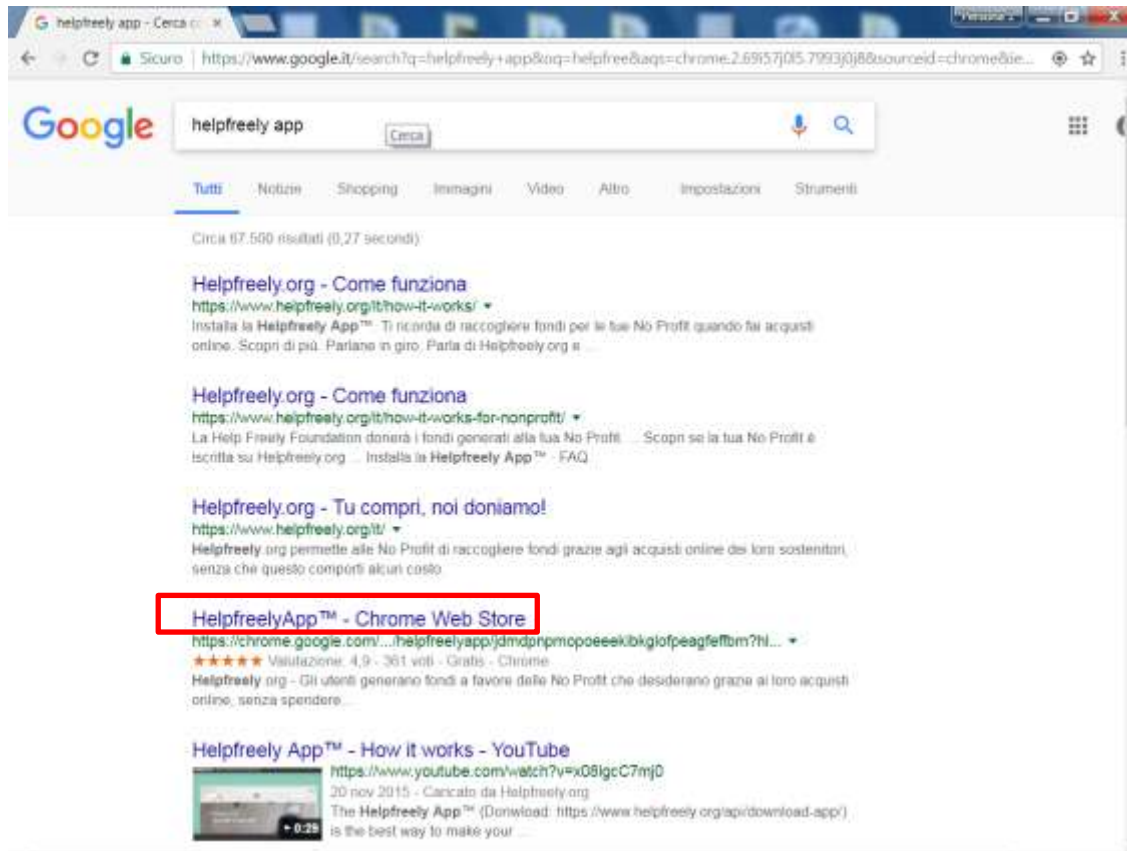 helpfreely app - Cerca co
Sicuro | https://www.google.it/search?q=helpfreely+app&oq=helpfree&aqs=chrome.2.69i57j0l5.7993j0j8&sourceid=chrome&ie...
Google
helpfreely app
Cerca
Tutti Notizie Shopping Immagini Video Altro Impostazioni Strumenti
Circa 67.500 risultati (0,27 secondi)
Helpfreely.org - Come funziona
https://www.helpfreely.org/it/how-it-works/
Installa la Helpfreely App™ · Ti ricorda di raccogliere fondi per le tue No Profit quando fai acquisti
online. Scopri di più. Parlane in giro. Parla di Helpfreely.org e ...
Helpfreely.org - Come funziona
https://www.helpfreely.org/it/how-it-works-for-nonprofit/
La Help Freely Foundation donerà i fondi generati alla tua No Profit. ... Scopri se la tua No Profit è
iscritta su Helpfreely.org ... Installa la Helpfreely App™ · FAQ
Helpfreely.org - Tu compri, noi doniamo!
https://www.helpfreely.org/it/
Helpfreely.org permette alle No Profit di raccogliere fondi grazie agli acquisti online dei loro sostenitori,
senza che questo comporti alcun costo
HelpfreelyApp™ - Chrome Web Store
https://chrome.google.com/.../helpfreelyapp/
Valutazione: 4,9 - 361 voti - Gratis - Chrome
Helpfreely.org - Gli utenti generano fondi a favore delle No Profit che desiderano grazie ai loro acquisti
online, senza spendere...
Helpfreely App™ - How it works - YouTube
https://www.youtube.com/watch?v=x08IgcC7mj0
20 nov 2015 - Caricato da Helpfreely.org
The Helpfreely App™ (Donwload: https://www.helpfreely.org/api/download-app/)
0:29
is the best way to make your ...